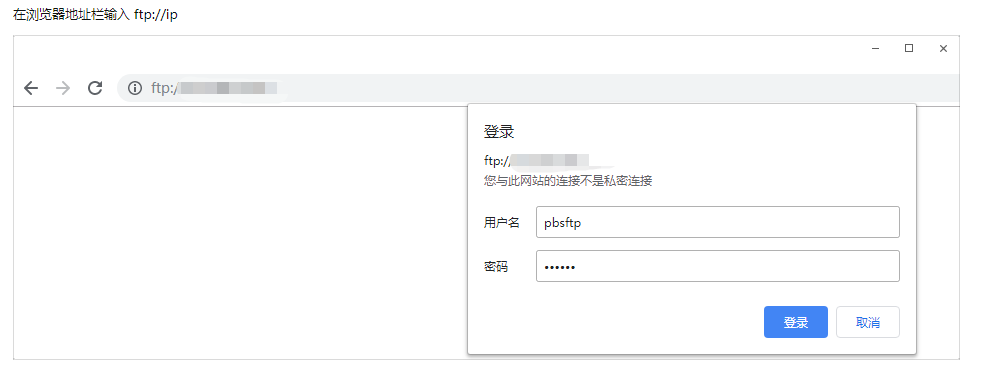 在浏览器地址栏输入 ftp://ip
ftp:/
登录
ftp://
您与此网站的连接不是私密连接
用户名 pbsftp
密码 ••••••
登录 取消